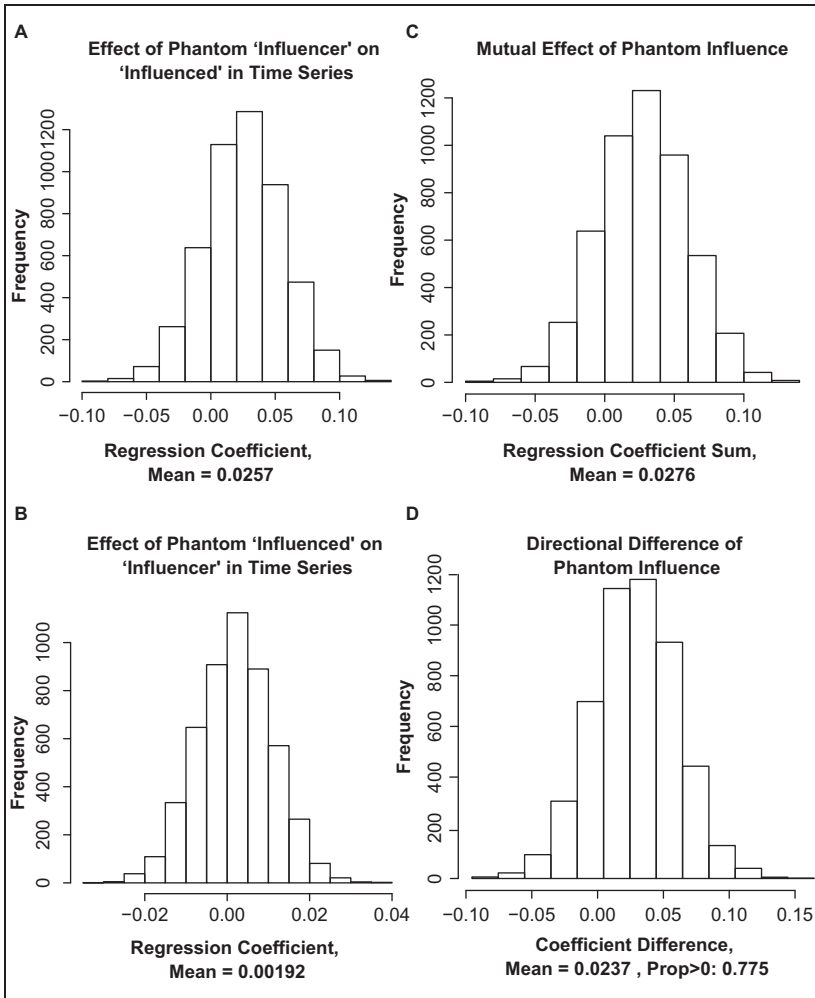 A
Effect of Phantom ‘Influencer' on
‘Influenced' in Time Series
Frequency
0
200
400
600
800
1000
1200
−0.10
−0.05
0.00
0.05
0.10
Regression Coefficient,
Mean = 0.0257
C
Mutual Effect of Phantom Influence
Frequency
0
200
400
600
800
1000
1200
−0.10
−0.05
0.00
0.05
0.10
Regression Coefficient Sum,
Mean = 0.0276
B
Effect of Phantom ‘Influenced' on
‘Influencer' in Time Series
Frequency
0
200
400
600
800
1000
−0.02
0.00
0.02
0.04
Regression Coefficient,
Mean = 0.00192
D
Directional Difference of
Phantom Influence
Frequency
0
200
400
600
800
1000
1200
−0.10
−0.05
0.00
0.05
0.10
0.15
Coefficient Difference,
Mean = 0.0237 , Prop>0: 0.775